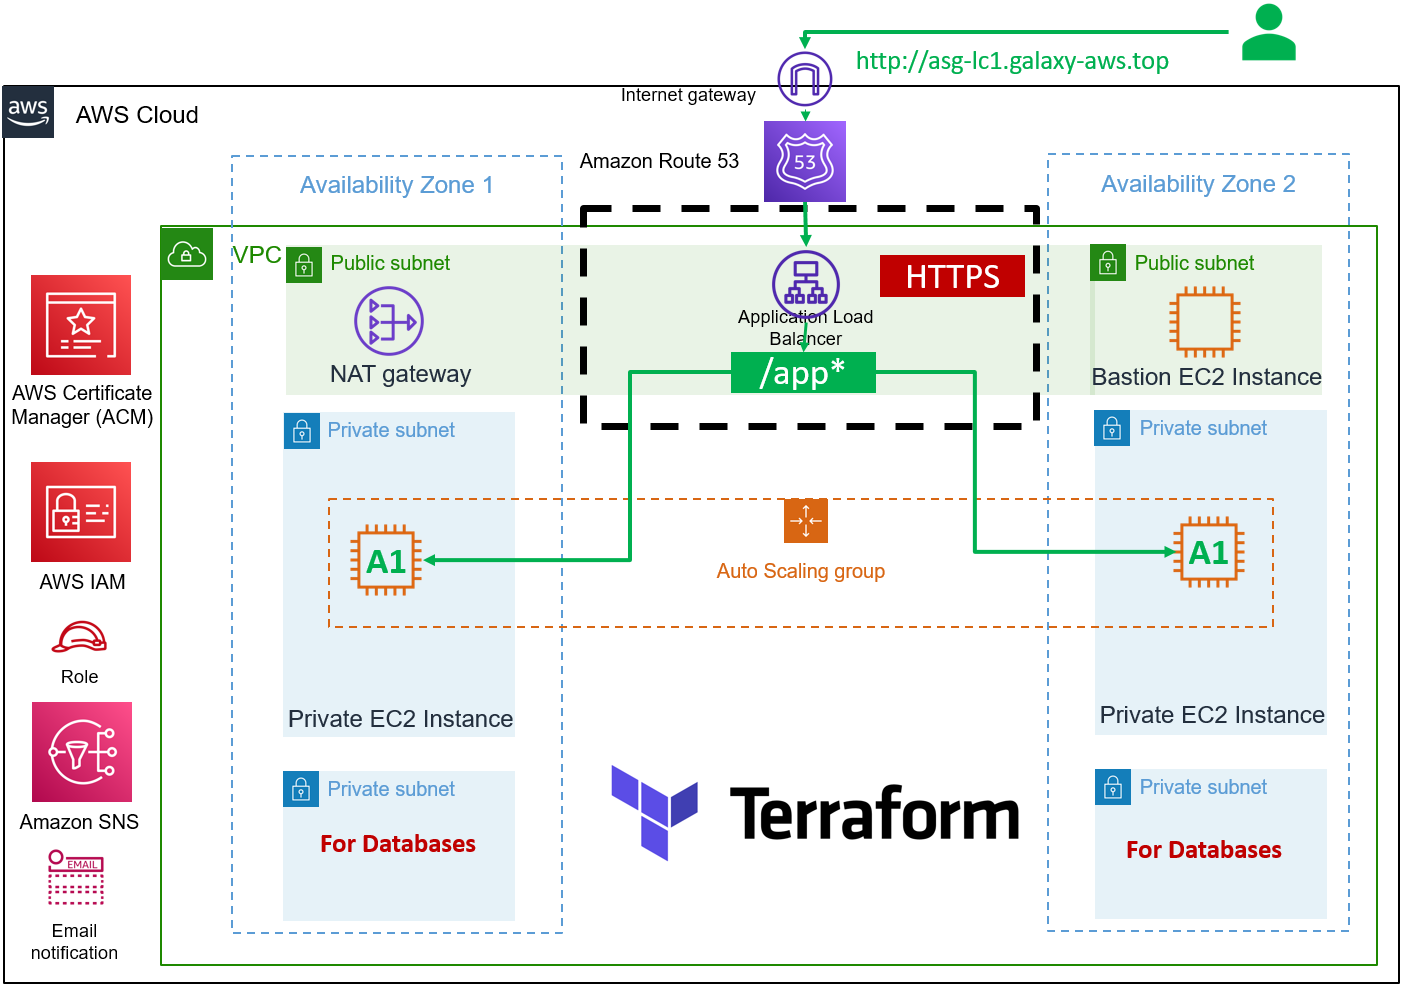 http://asg-lc1.galaxy-aws.top
Internet gateway
aws
AWS Cloud
Amazon Route 53
53
Availability Zone 1
Availability Zone 2
VPC
Public subnet
HTTPS
Public subnet
Application Load
Balancer
NAT gateway
/app*
Bastion EC2 Instance
AWS Certificate
Manager (ACM)
Private subnet
Private subnet
A1
A1
Auto Scaling group
AWS IAM
Role
Private EC2 Instance
Private EC2 Instance
Amazon SNS
Private subnet
Private subnet
Terraform
For Databases
For Databases
EMAIL
Email
notification